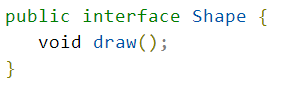 public interface Shape {
   void draw();
}